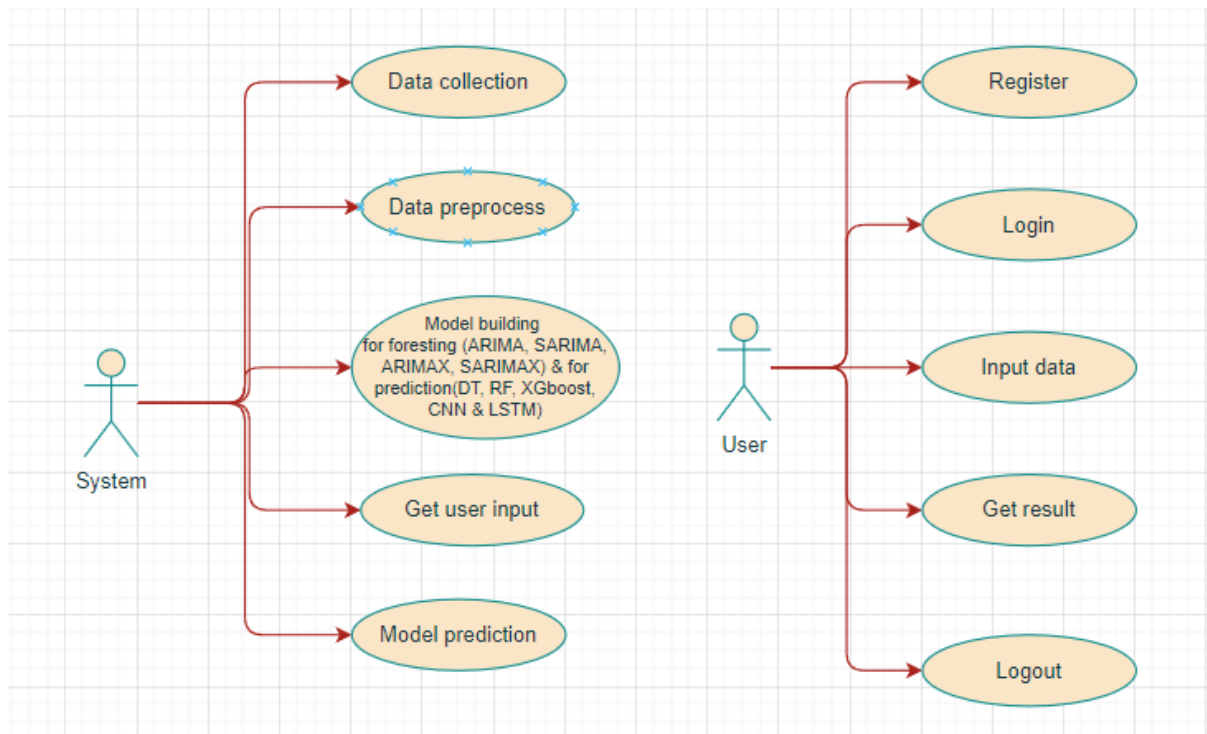 Data collection
Data preprocess
Model building
for foresting (ARIMA, SARIMA,
ARIMAX, SARIMAX) & for
prediction(DT, RF, XGboost,
CNN & LSTM)
System
Get user input
Model prediction
Register
Login
Input data
User
Get result
Logout